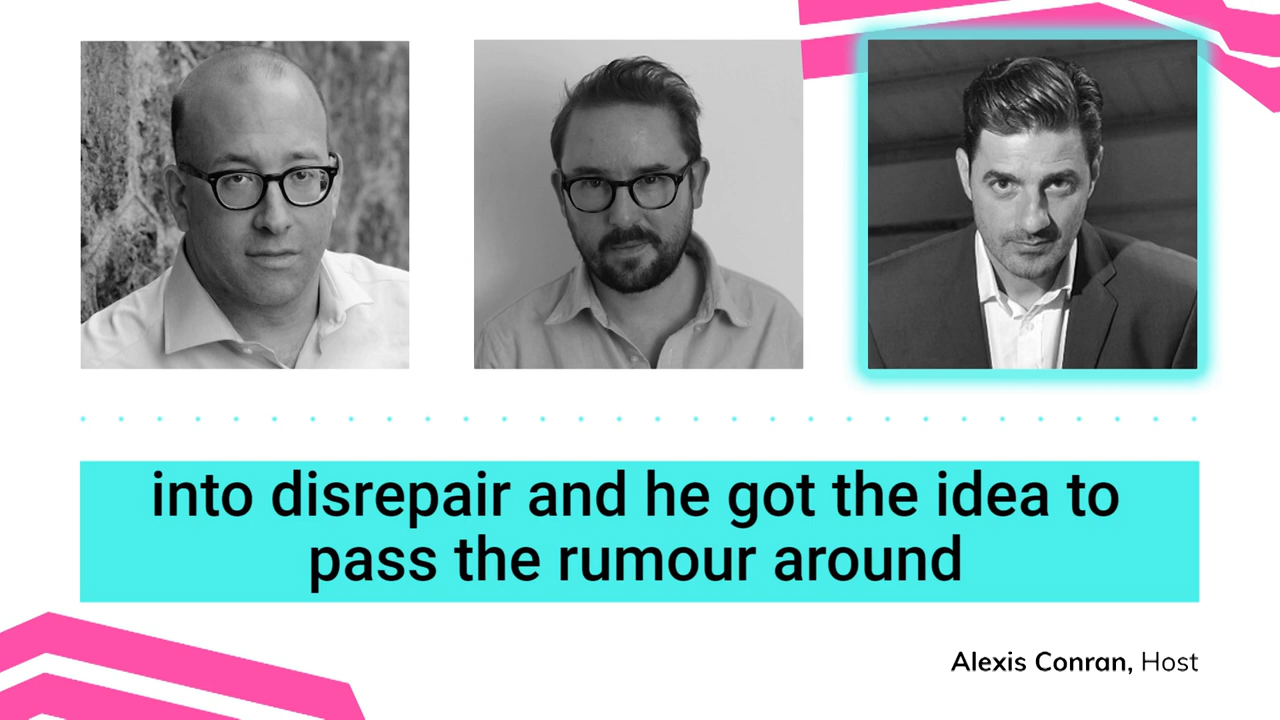 into disrepair and he got the idea to
pass the rumour around
Alexis Conran, Host